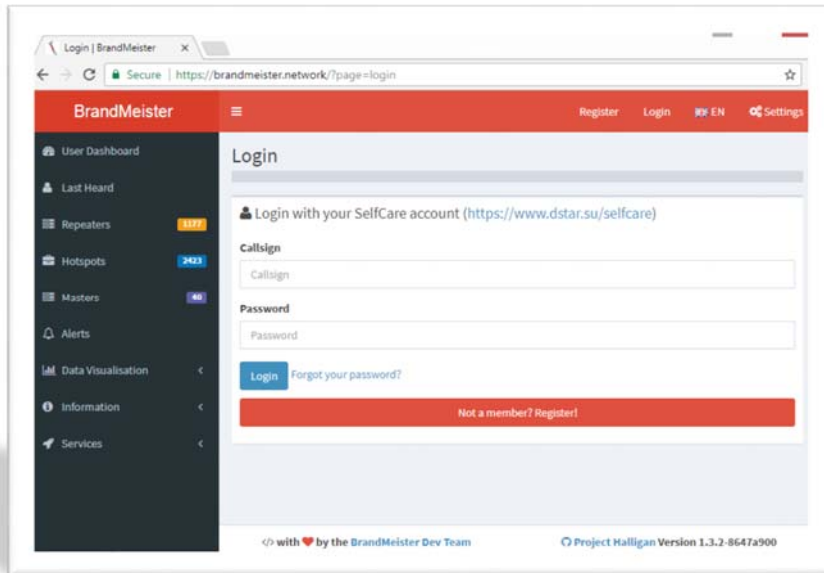 Login | BrandMeister
Secure | https://brandmeister.network/?page=login
BrandMeister
Register Login EN Settings
User Dashboard
Login
Last Heard
Login with your SelfCare account (https://www.dstar.su/selfcare)
Repeaters 1177
Callsign
Hotspots 2423
Callsign
Masters 40
Password
Alerts
Password
Data Visualisation
Login Forgot your password?
Information
Not a member? Register!
Services
</> with ❤ by the BrandMeister Dev Team Project Halligan Version 1.3.2-8647a900